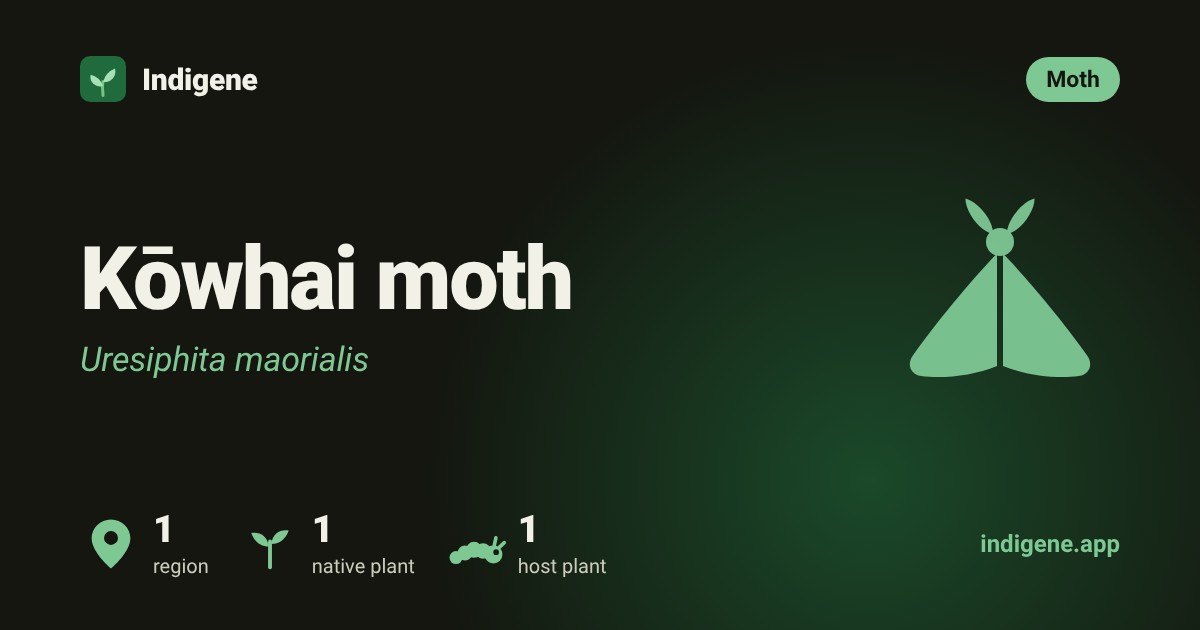 Indigene
Moth
Kōwhai moth
Uresiphita maorialis
1
region
1
native plant
1
host plant
indigene.app